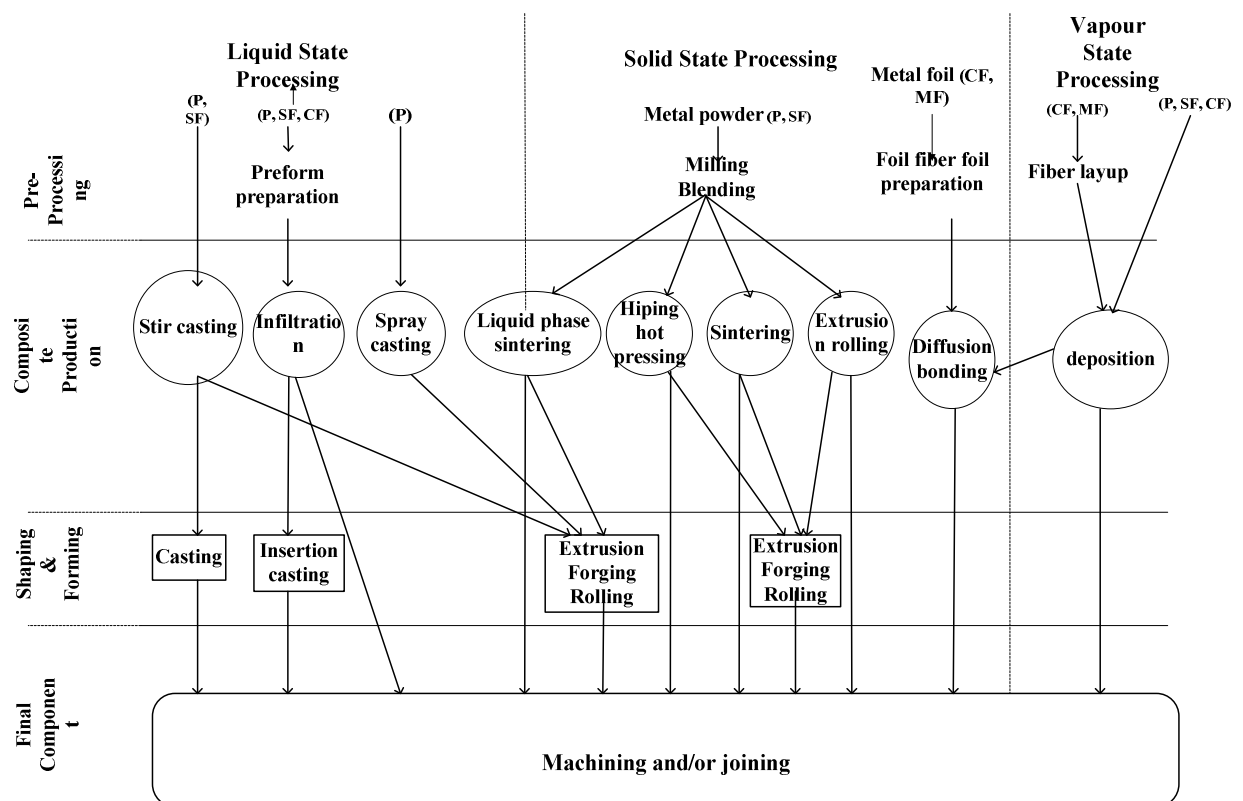 Liquid State
Processing
Solid State Processing
Vapour
State
Processing
(P,
SF)
(P, SF, CF)
(P)
Metal powder (P, SF)
Metal foil (CF,
MF)
(CF, MF)
(P, SF, CF)
Pre-
Processi
ng
Preform
preparation
Milling
Blending
Foil fiber foil
preparation
Fiber layup
Composi
te
Producti
on
Stir casting
Infiltratio
n
Spray
casting
Liquid phase
sintering
Hiping
hot
pressing
Sintering
Extrusio
n rolling
Diffusion
bonding
deposition
Shaping
&
Forming
Casting
Insertion
casting
Extrusion
Forging
Rolling
Extrusion
Forging
Rolling
Final
Componen
t
Machining and/or joining